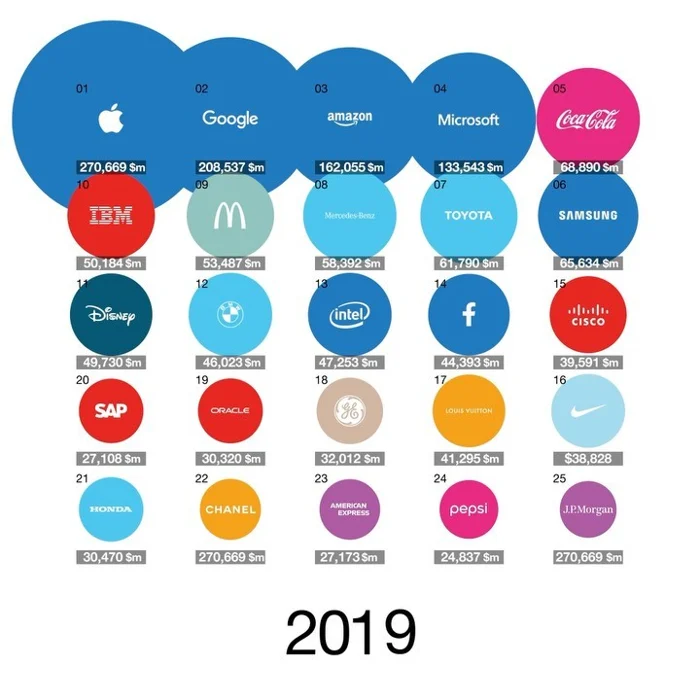 01 02 03 04 05
Google amazon Microsoft Coca-Cola
270,669 $m 208,537 $m 162,055 $m 133,543 $m 68,890 $m
10 09 08 07 06
IBM M Mercedes-Benz TOYOTA SAMSUNG
50,184 $m 53,487 $m 58,392 $m 61,790 $m 65,634 $m
11 12 13 14 15
Disney BMW intel f CISCO
49,730 $m 46,023 $m 47,253 $m 44,393 $m 39,591 $m
20 19 18 17 16
SAP ORACLE GE LOUIS VUITTON
27,108 $m 30,320 $m 32,012 $m 41,295 $m $38,828
21 22 23 24 25
HONDA CHANEL AMERICAN EXPRESS pepsi J.P.Morgan
30,470 $m 270,669 $m 27,173 $m 24,837 $m 270,669 $m
2019